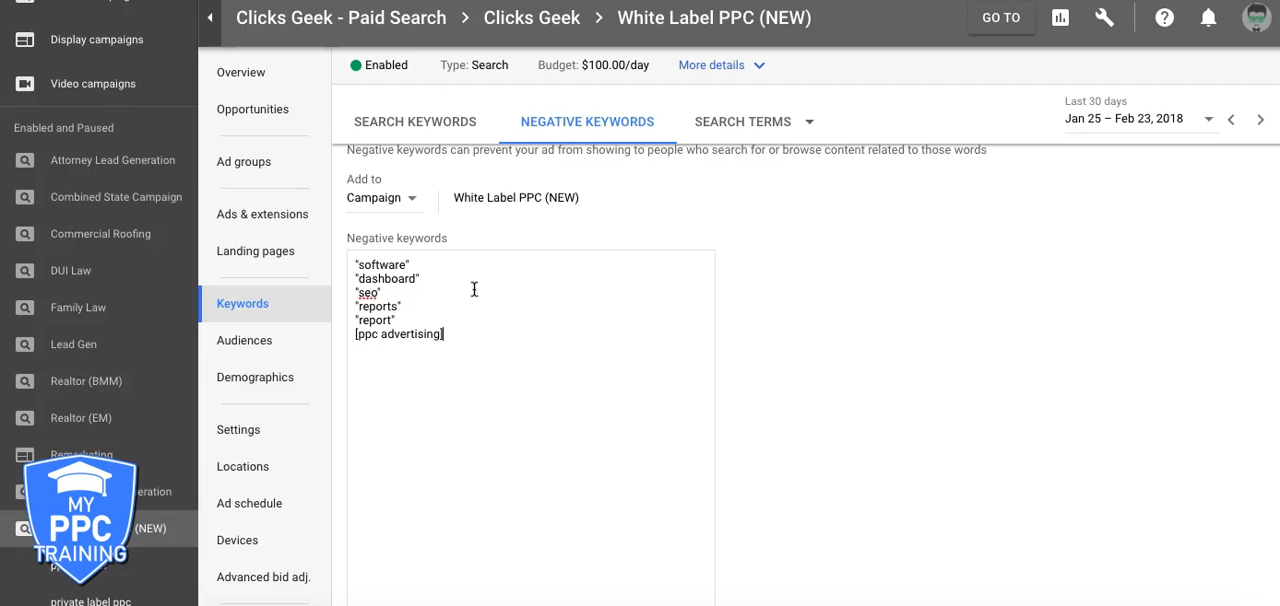 Clicks Geek - Paid Search > Clicks Geek > White Label PPC (NEW)
GO TO
Display campaigns
Video campaigns
Enabled and Paused
Attorney Lead Generation
Combined State Campaign
Commercial Roofing
DUI Law
Family Law
Lead Gen
Realtor (BMM)
Realtor (EM)
Remarketing
eration
(NEW)
private label ppc
MY
PPC
TRAINING
Overview
Opportunities
Ad groups
Ads & extensions
Landing pages
Keywords
Audiences
Demographics
Settings
Locations
Ad schedule
Devices
Advanced bid adj.
Enabled Type: Search Budget: $100.00/day More details
SEARCH KEYWORDS NEGATIVE KEYWORDS SEARCH TERMS
Last 30 days
Jan 25 – Feb 23, 2018
Negative keywords can prevent your ad from showing to people who search for or browse content related to those words
Add to
Campaign White Label PPC (NEW)
Negative keywords
"software"
"dashboard"
"seo"
"reports"
"report"
[ppc advertising]